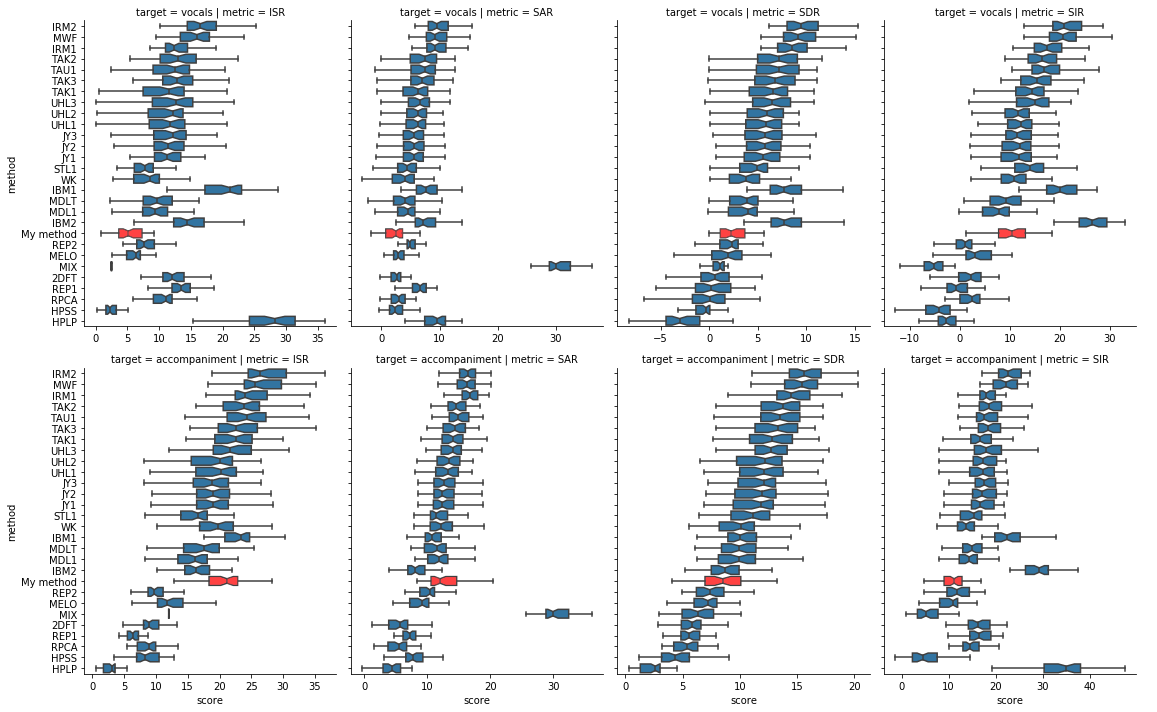 target = vocals | metric = ISR
target = vocals | metric = SAR
target = vocals | metric = SDR
target = vocals | metric = SIR
method
IRM2
MWF
IRM1
TAK2
TAU1
TAK3
TAK1
UHL3
UHL2
UHL1
JY3
JY2
JY1
STL1
WK
IBM1
MDLT
MDL1
IBM2
My method
REP2
MELO
MIX
2DFT
REP1
RPCA
HPSS
HPLP
0 5 10 15 20 25 30 35
0 10 20 30
−5 0 5 10 15
−10 0 10 20 30
target = accompaniment | metric = ISR
target = accompaniment | metric = SAR
target = accompaniment | metric = SDR
target = accompaniment | metric = SIR
method
IRM2
MWF
IRM1
TAK2
TAU1
TAK3
TAK1
UHL3
UHL2
UHL1
JY3
JY2
JY1
STL1
WK
IBM1
MDLT
MDL1
IBM2
My method
REP2
MELO
MIX
2DFT
REP1
RPCA
HPSS
HPLP
0 5 10 15 20 25 30 35
0 10 20 30
0 5 10 15 20
0 10 20 30 40
score
score
score
score